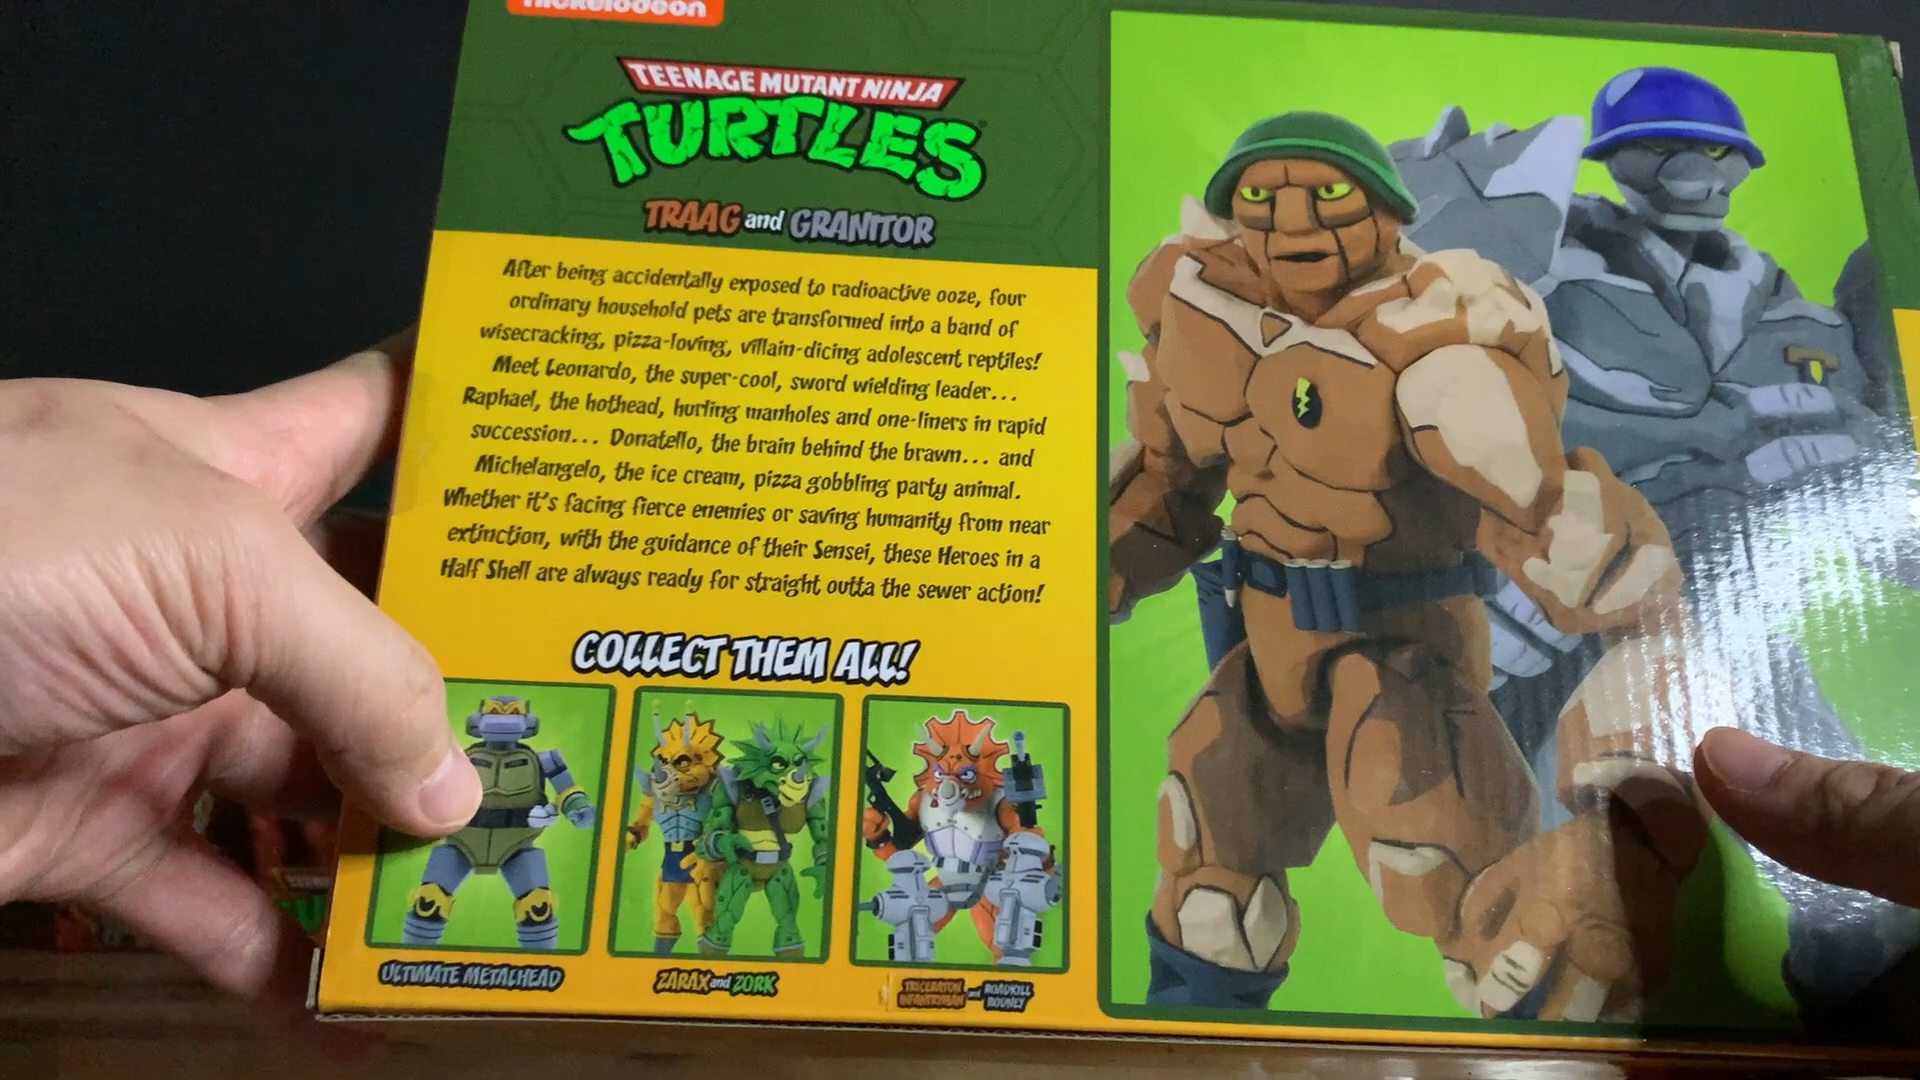 nickelodeon
TEENAGE MUTANT NINJA
TURTLES
TRAAG and GRANITOR
After being accidentally exposed to radioactive ooze, four
ordinary household pets are transformed into a band of
wisecracking, pizza-loving, villain-dicing adolescent reptiles!
Meet Leonardo, the super-cool, sword wielding leader...
Raphael, the hothead, hurling manholes and one-liners in rapid
succession... Donatello, the brain behind the brawn... and
Michelangelo, the ice cream, pizza gobbling party animal.
Whether it's facing fierce enemies or saving humanity from near
extinction, with the guidance of their Sensei, these Heroes in a
Half Shell are always ready for straight outta the sewer action!
COLLECT THEM ALL!
ULTIMATE METALHEAD
ZARAX and ZORK
TRICERATON INFANTRYMAN and ROADKILL RODNEY